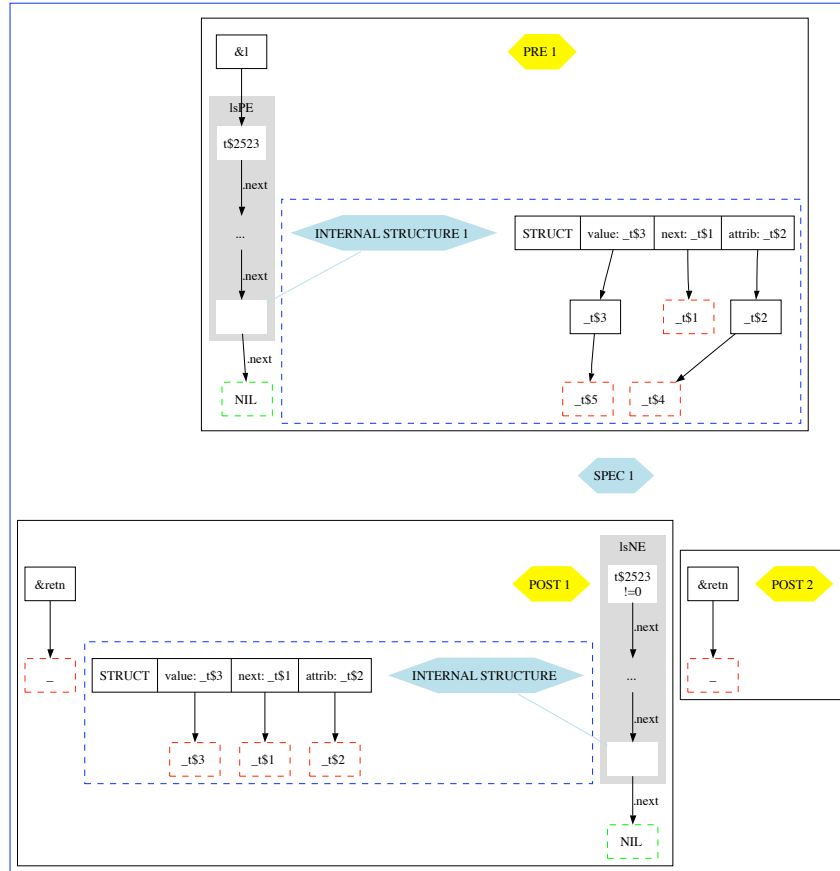 &l
PRE 1
lsPE
t$2523
.next
...
INTERNAL STRUCTURE 1
STRUCT value: _t$3 next: _t$1 attrib: _t$2
.next
_t$3 _t$1 _t$2
.next
NIL
_t$5 _t$4
SPEC 1
lsNE
&retn
POST 1
t$2523
!=0
&retn
POST 2
.next
_
STRUCT value: _t$3 next: _t$1 attrib: _t$2
INTERNAL STRUCTURE
...
_
.next
_t$3 _t$1 _t$2
.next
NIL